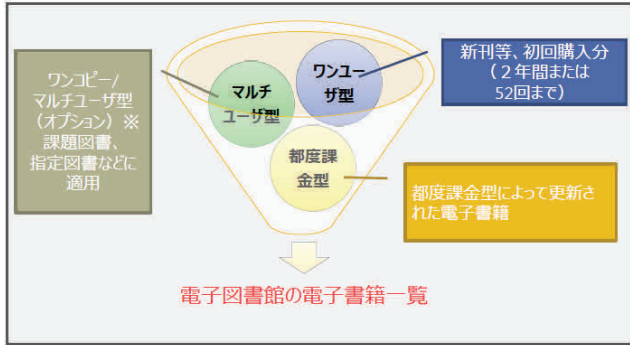 ワンコピー/
マルチユーザ型
（オプション）※
課題図書、
指定図書などに
適用
マルチ
ユーザ型
ワンユー
ザ型
都度課
金型
新刊等、初回購入分
（２年間または
52回まで）
都度課金型によって更新さ
れた電子書籍
電子図書館の電子書籍一覧